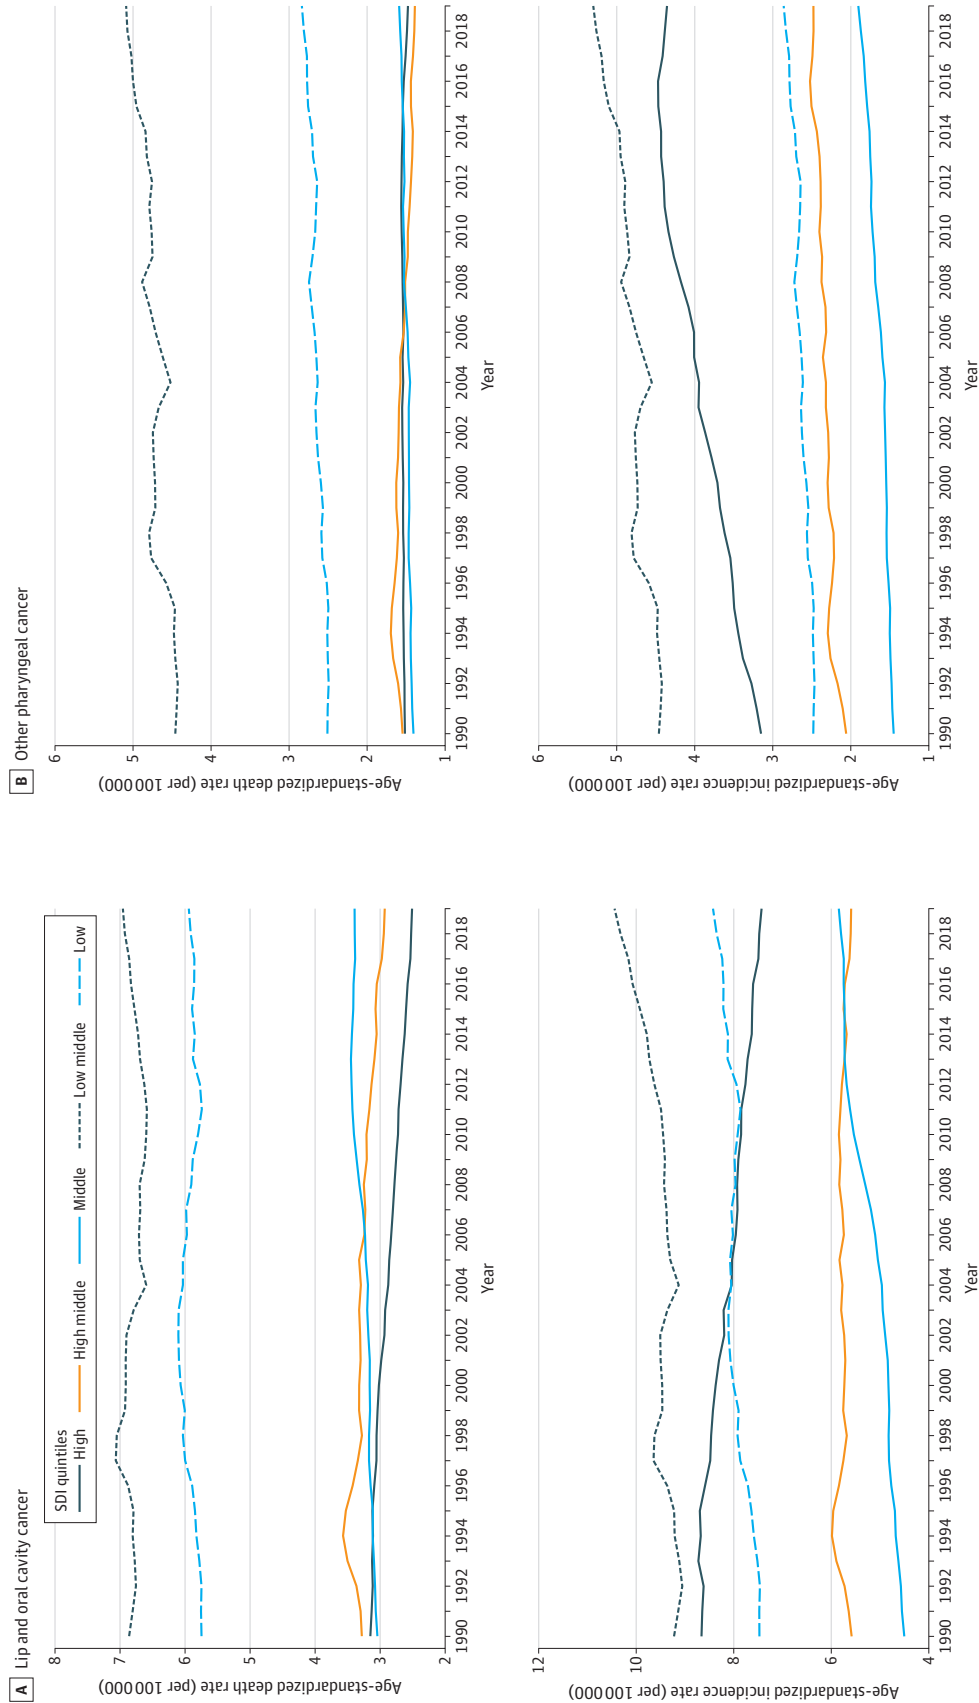 A Lip and oral cavity cancer
SDI quintiles
High High middle Middle Low middle Low
8
7
6
5
4
3
2
Age-standardized death rate (per 100 000)
1990 1992 1994 1996 1998 2000 2002 2004 2006 2008 2010 2012 2014 2016 2018
Year
12
10
8
6
4
Age-standardized incidence rate (per 100 000)
1990 1992 1994 1996 1998 2000 2002 2004 2006 2008 2010 2012 2014 2016 2018
Year
B Other pharyngeal cancer
6
5
4
3
2
1
Age-standardized death rate (per 100 000)
1990 1992 1994 1996 1998 2000 2002 2004 2006 2008 2010 2012 2014 2016 2018
Year
6
5
4
3
2
1
Age-standardized incidence rate (per 100 000)
1990 1992 1994 1996 1998 2000 2002 2004 2006 2008 2010 2012 2014 2016 2018
Year